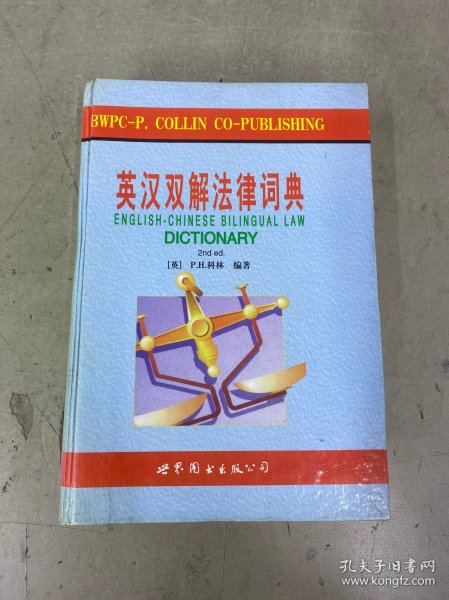 BWPC-P. COLLIN CO-PUBLISHING
英汉双解法律词典
ENGLISH-CHINESE BILINGUAL LAW
DICTIONARY
2nd ed.
[英] P.H.科林 编著
世界图书出版公司
孔夫子旧书网
www.kongfz.com